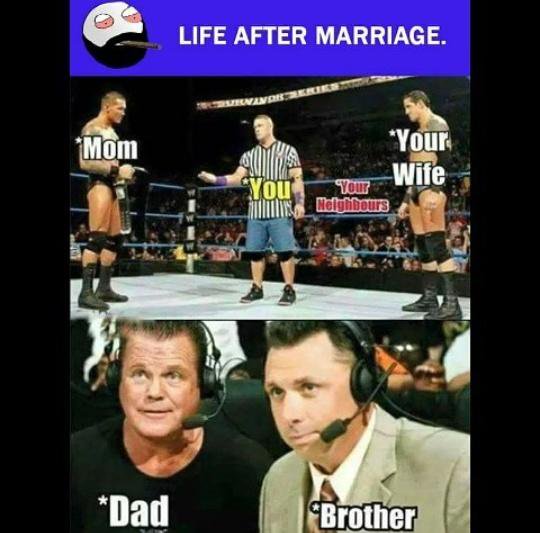 LIFE AFTER MARRIAGE.
SURVIVOR SERIES
*Mom
*Your
Wife
*You
*Your
Neighbours
*Dad
*Brother